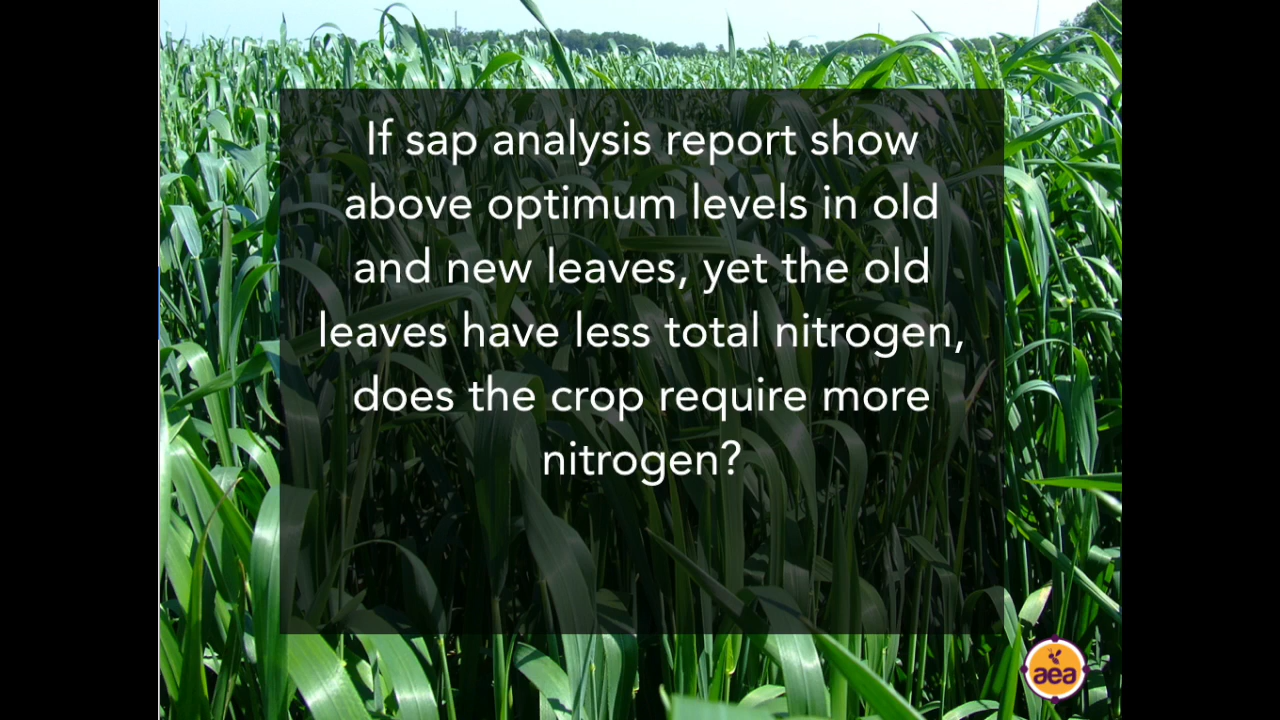 If sap analysis report show
above optimum levels in old
and new leaves, yet the old
leaves have less total nitrogen,
does the crop require more
nitrogen?
aea